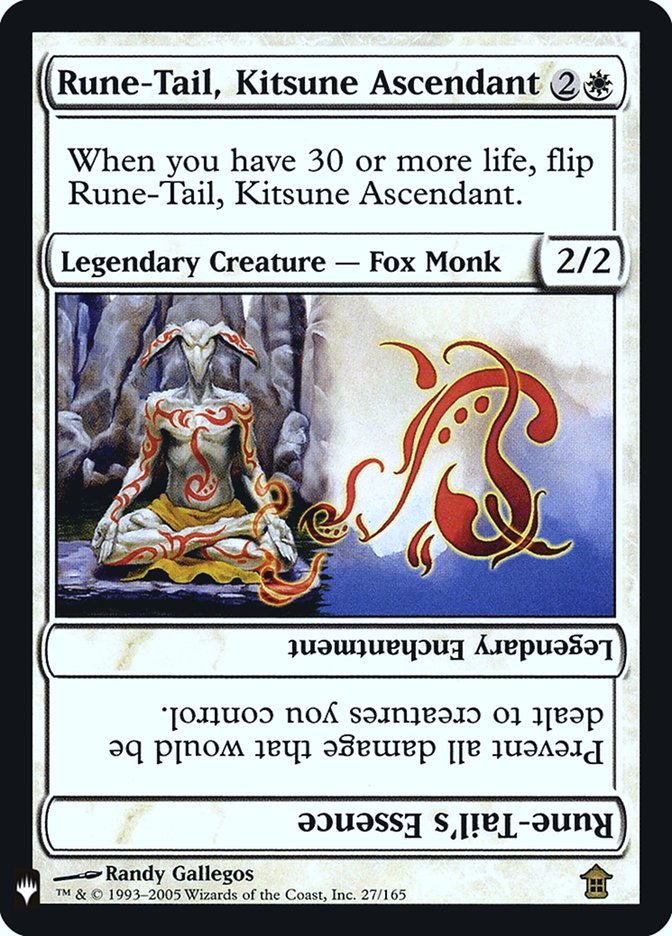 Rune-Tail, Kitsune Ascendant 2
When you have 30 or more life, flip
Rune-Tail, Kitsune Ascendant.
Legendary Creature — Fox Monk 2/2
Rune-Tail's Essence
Prevent all damage that would be
dealt to creatures you control.
Legendary Enchantment
Randy Gallegos
™ & © 1993–2005 Wizards of the Coast, Inc. 27/165